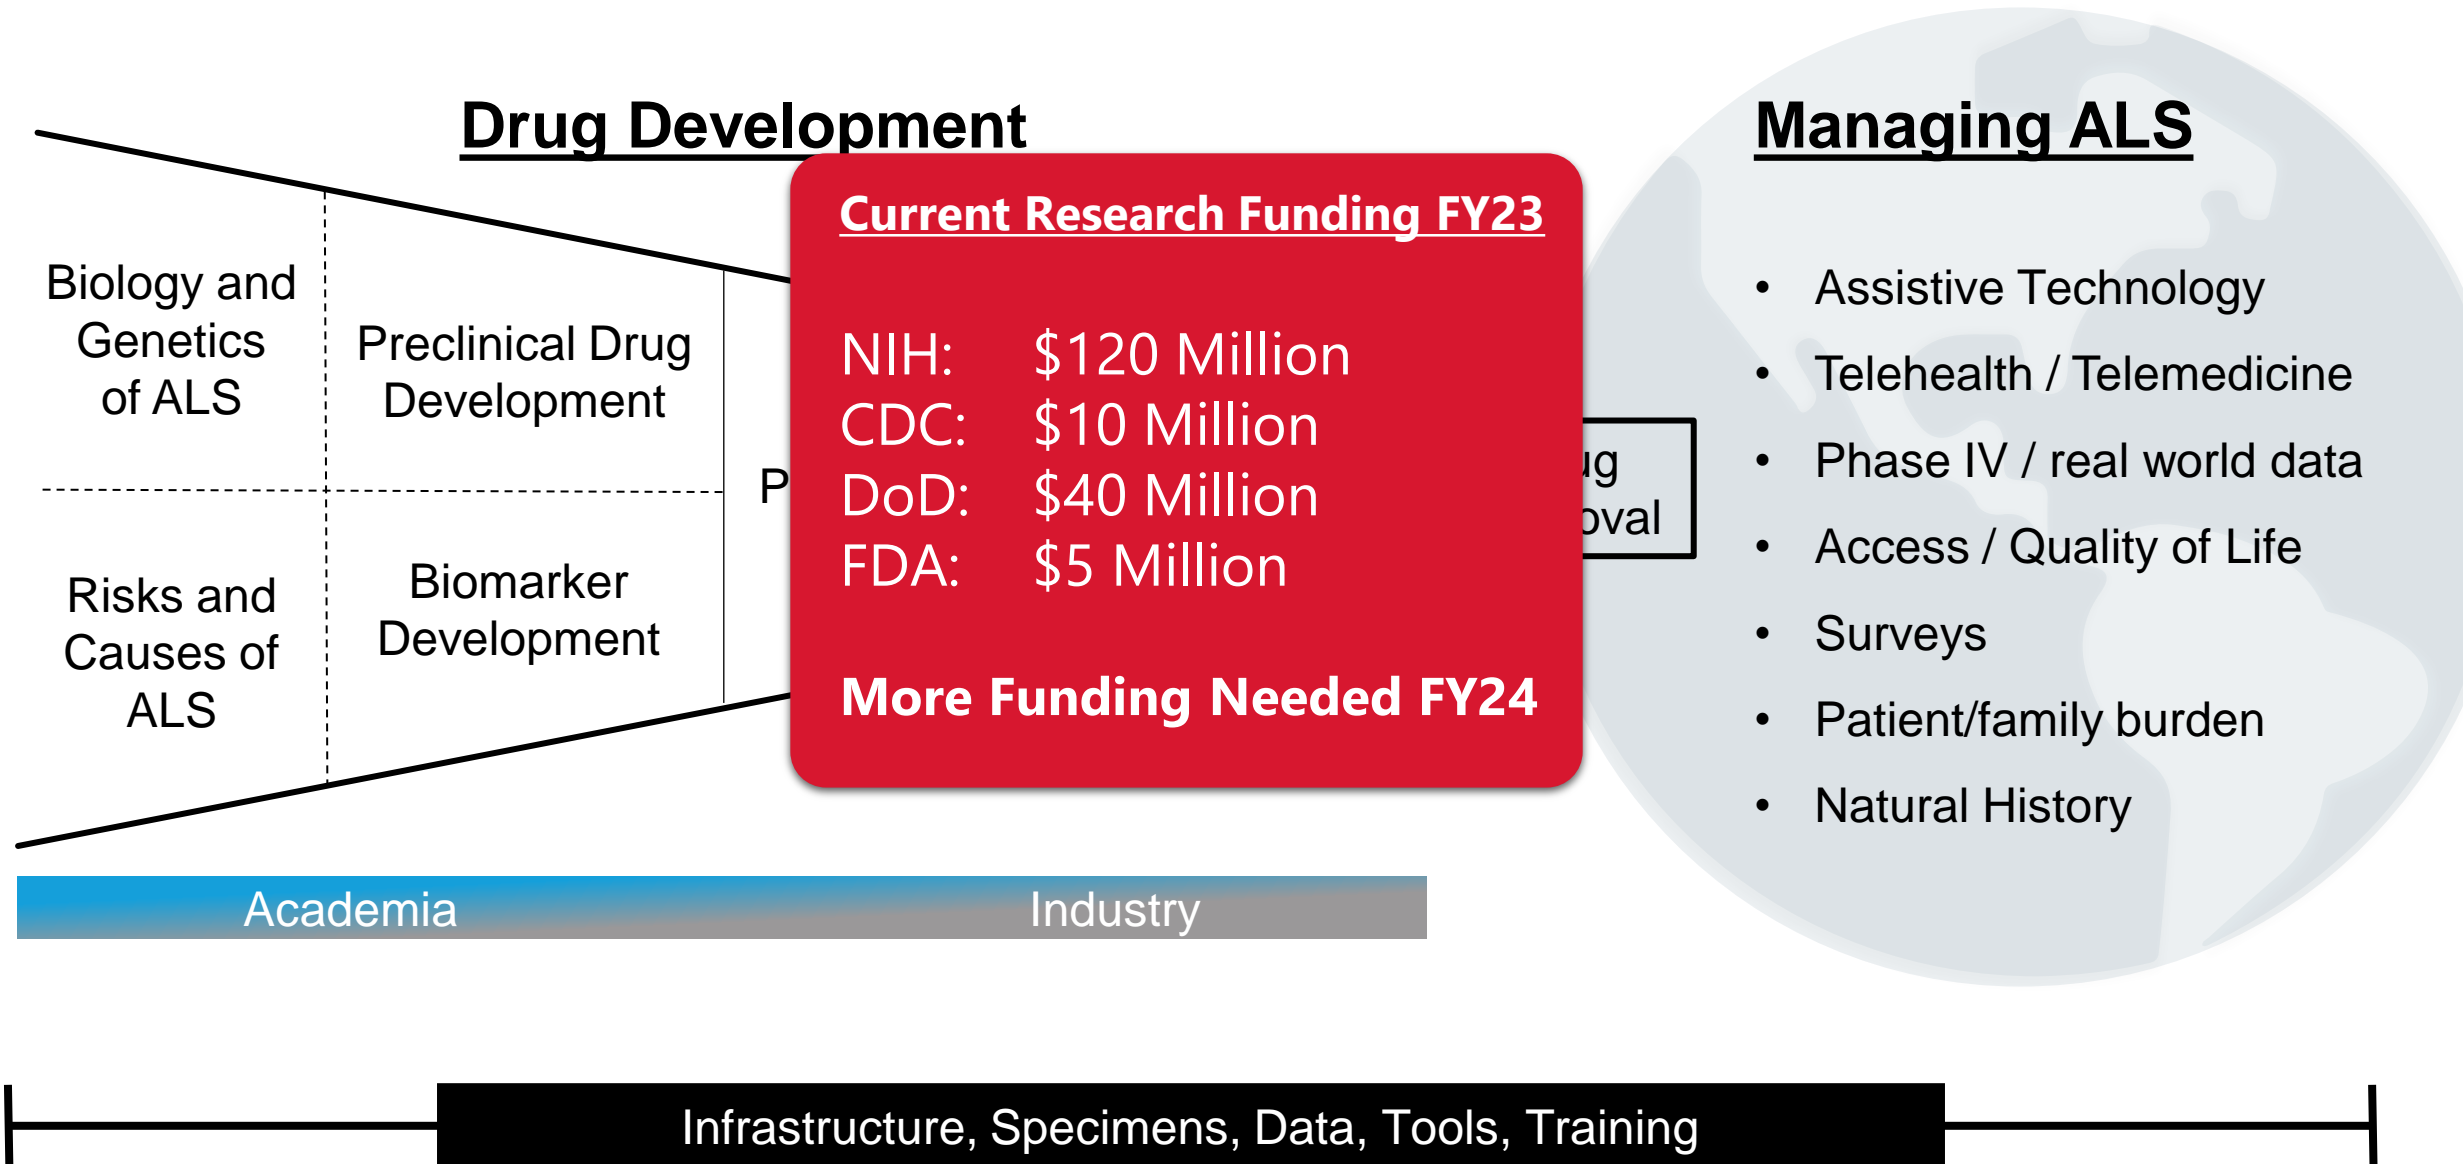 Drug Development
Managing ALS
Biology and
Genetics
of ALS
Preclinical Drug
Development
Risks and
Causes of
ALS
Biomarker
Development
Current Research Funding FY23
NIH: $120 Million
CDC: $10 Million
DoD: $40 Million
FDA: $5 Million
More Funding Needed FY24
• Assistive Technology
• Telehealth / Telemedicine
• Phase IV / real world data
• Access / Quality of Life
• Surveys
• Patient/family burden
• Natural History
Academia
Industry
Infrastructure, Specimens, Data, Tools, Training